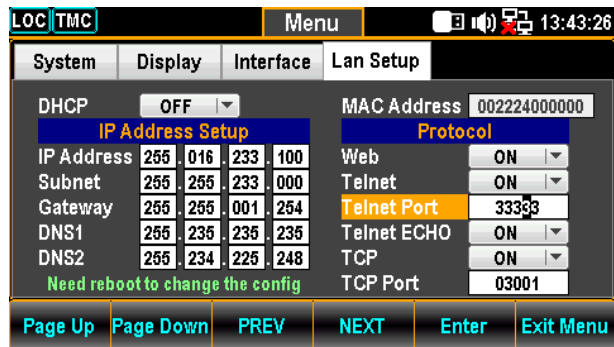 LOC TMC Menu 13:43:26
System Display Interface Lan Setup
DHCP OFF MAC Address 002224000000
IP Address Setup Protocol
IP Address 255 . 016 . 233 . 100 Web ON
Subnet 255 . 255 . 233 . 000 Telnet ON
Gateway 255 . 255 . 001 . 254 Telnet Port 33333
DNS1 255 . 235 . 235 . 235 Telnet ECHO ON
DNS2 255 . 234 . 225 . 248 TCP ON
Need reboot to change the config TCP Port 03001
Page Up Page Down PREV NEXT Enter Exit Menu